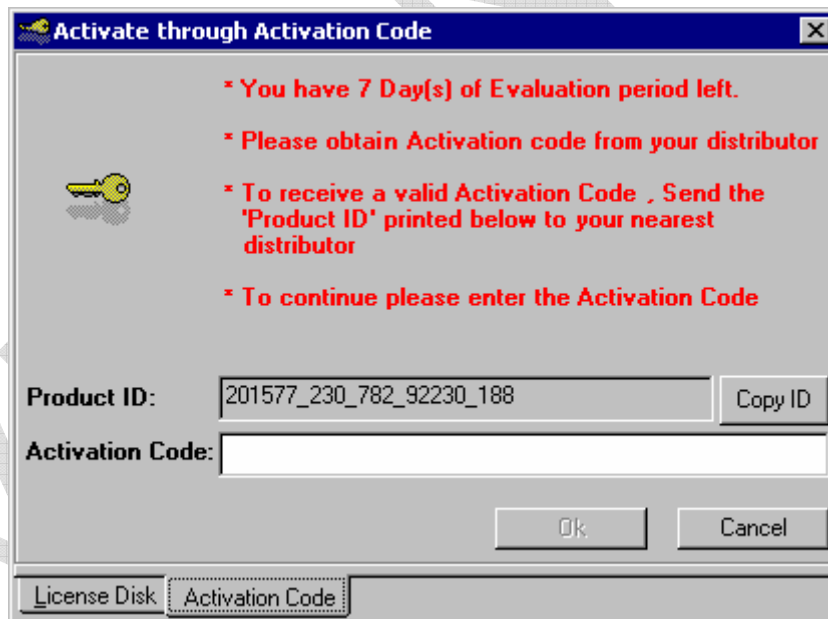 Activate through Activation Code
* You have 7 Day(s) of Evaluation period left.
* Please obtain Activation code from your distributor
* To receive a valid Activation Code , Send the
'Product ID' printed below to your nearest
distributor
* To continue please enter the Activation Code
Product ID: 201577_230_782_92230_188 Copy ID
Activation Code:
Ok Cancel
License Disk Activation Code